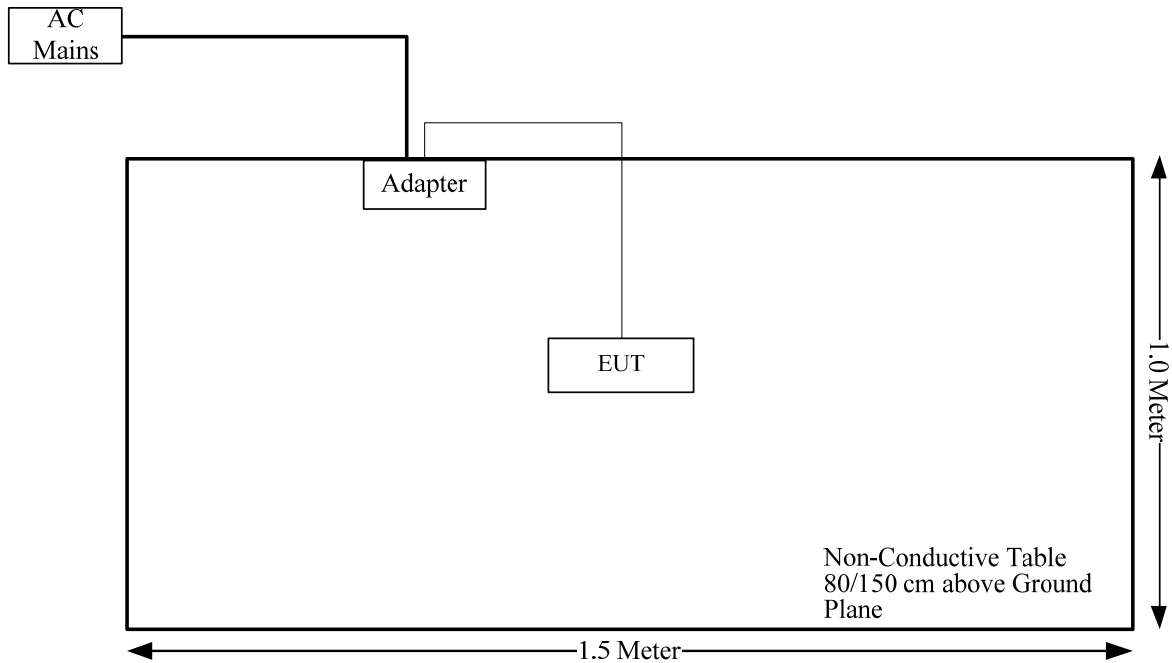 AC
Mains
Adapter
EUT
1.0 Meter
Non-Conductive Table
80/150 cm above Ground
Plane
1.5 Meter